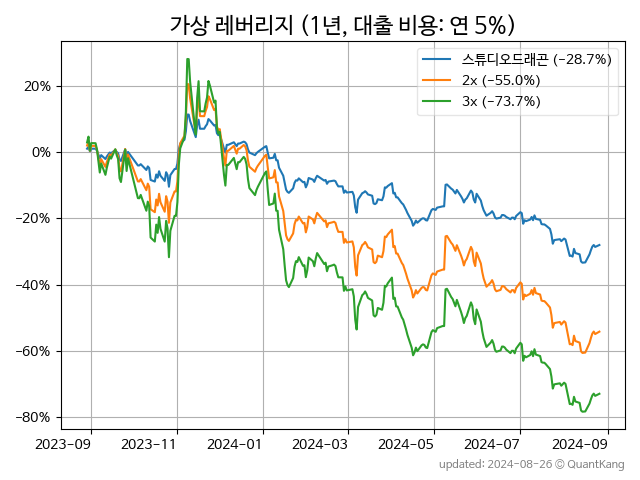 가상 레버리지 (1년, 대출 비용: 연 5%)
스튜디오드래곤 (−28.7%)
2x (−55.0%)
3x (−73.7%)
20%
0%
−20%
−40%
−60%
−80%
2023-09 2023-11 2024-01 2024-03 2024-05 2024-07 2024-09
updated: 2024-08-26 © QuantKang